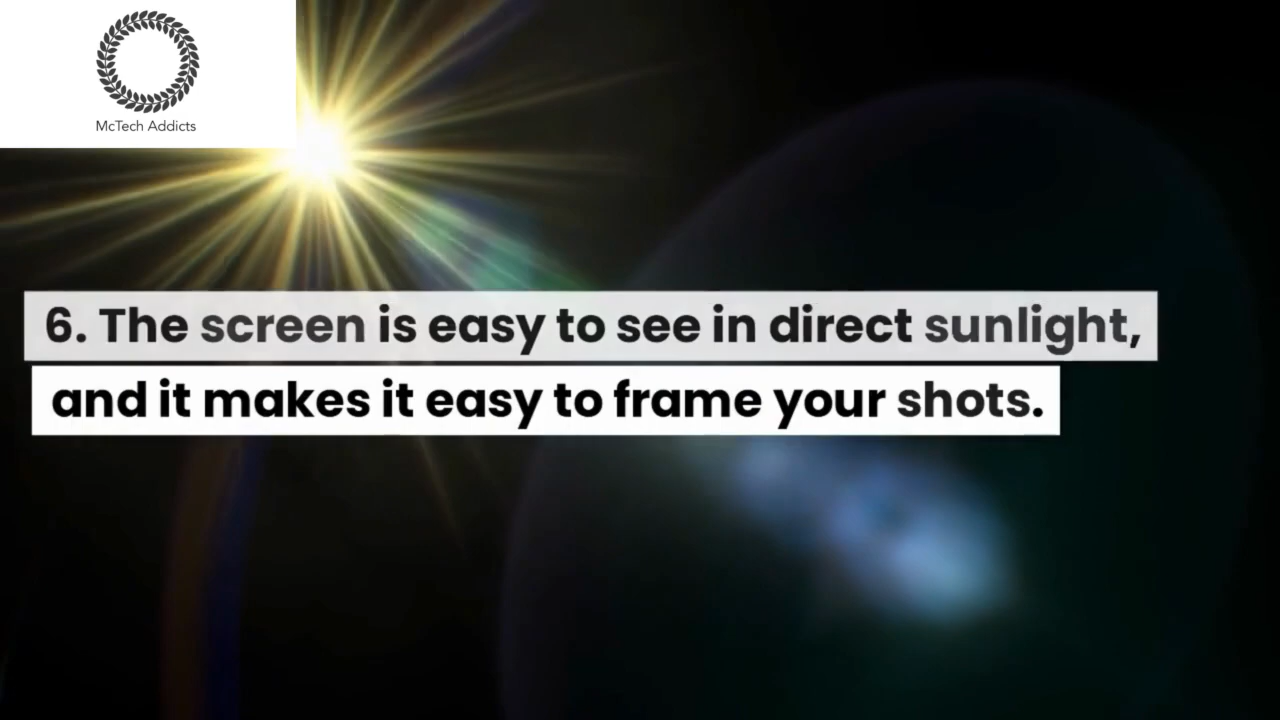 McTech Addicts
6. The screen is easy to see in direct sunlight,
and it makes it easy to frame your shots.